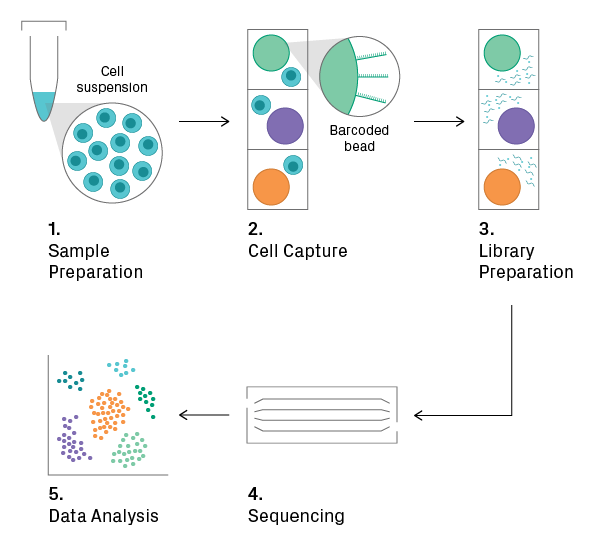 Cell
suspension
Barcoded
bead
1.
Sample
Preparation
2.
Cell Capture
3.
Library
Preparation
5.
Data Analysis
4.
Sequencing